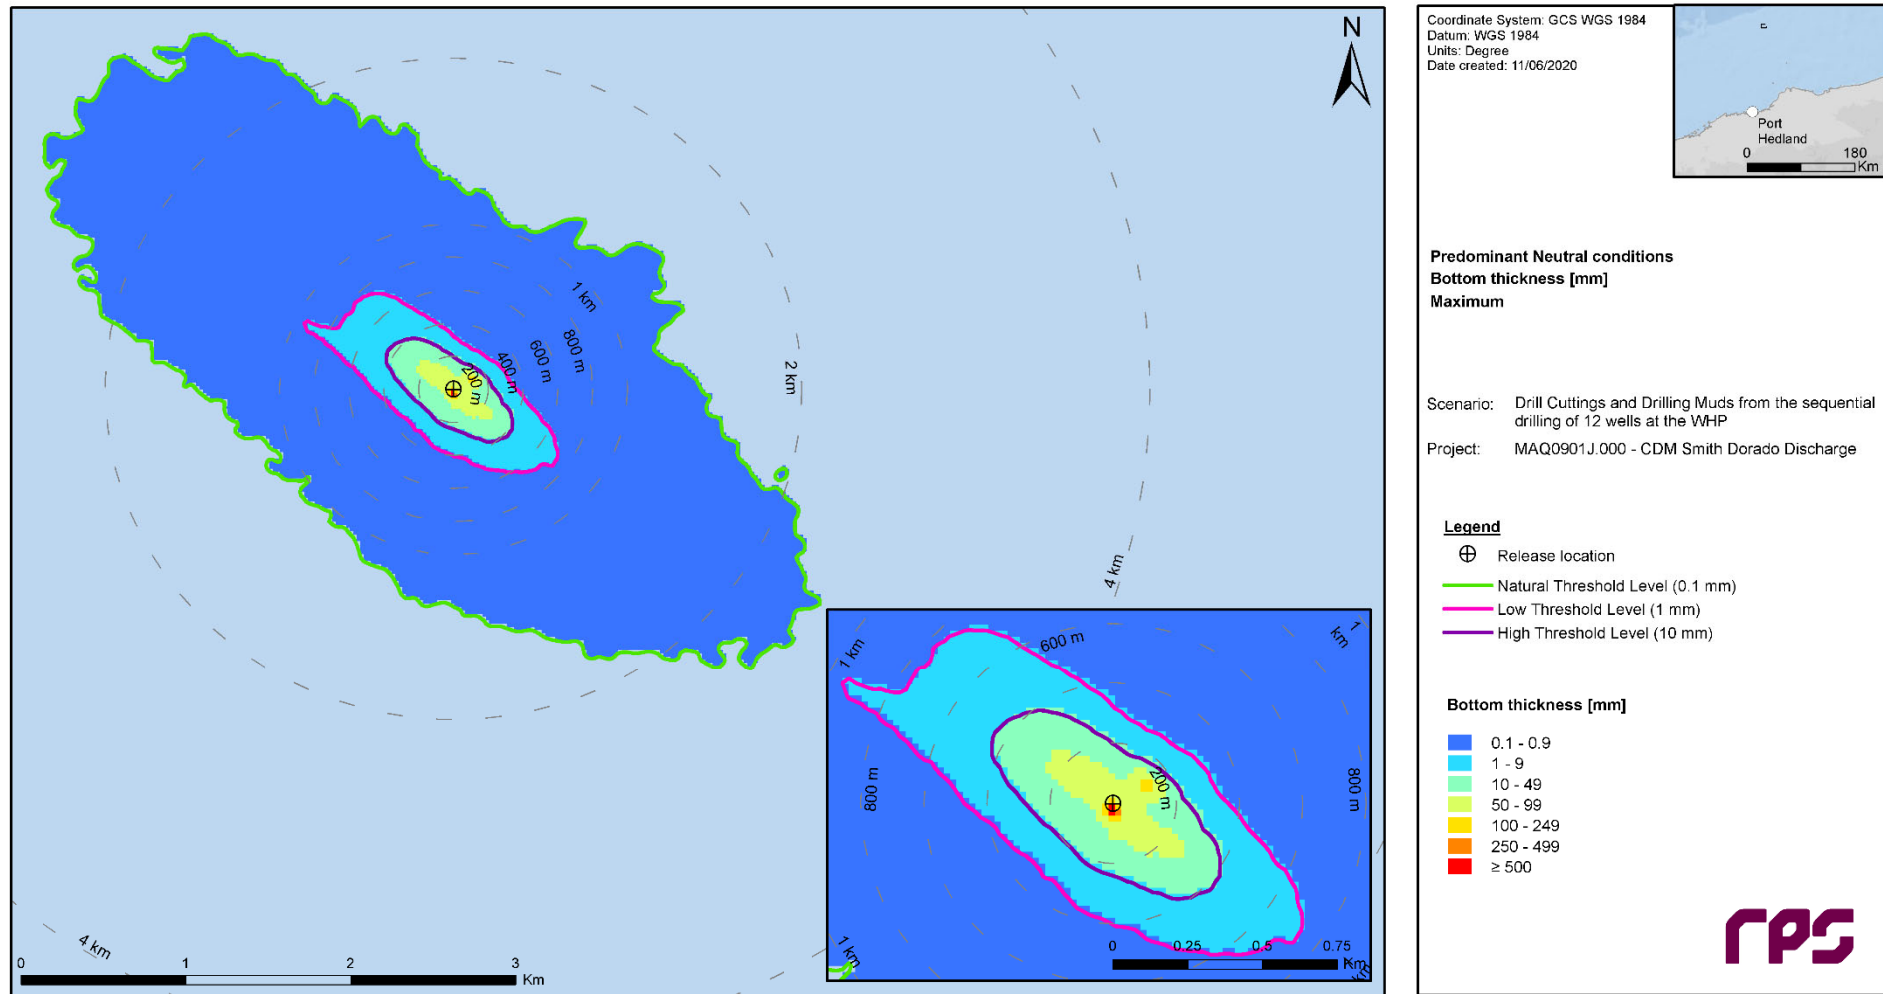 N
1 km
800 m
600 m
400 m
200 m
2 km
4 km
4 km
0 1 2 3
Km
1 km
600 m
1 km
800 m
200 m
800 m
1 km
0 0.25 0.5 0.75
Km
km
Coordinate System: GCS WGS 1984
Datum: WGS 1984
Units: Degree
Date created: 11/06/2020
Port
Hedland
0 180
Km
Predominant Neutral conditions
Bottom thickness [mm]
Maximum
Scenario: Drill Cuttings and Drilling Muds from the sequential
drilling of 12 wells at the WHP
Project: MAQ0901J.000 - CDM Smith Dorado Discharge
Legend
Release location
Natural Threshold Level (0.1 mm)
Low Threshold Level (1 mm)
High Threshold Level (10 mm)
Bottom thickness [mm]
0.1 - 0.9
1 - 9
10 - 49
50 - 99
100 - 249
250 - 499
≥ 500
rps